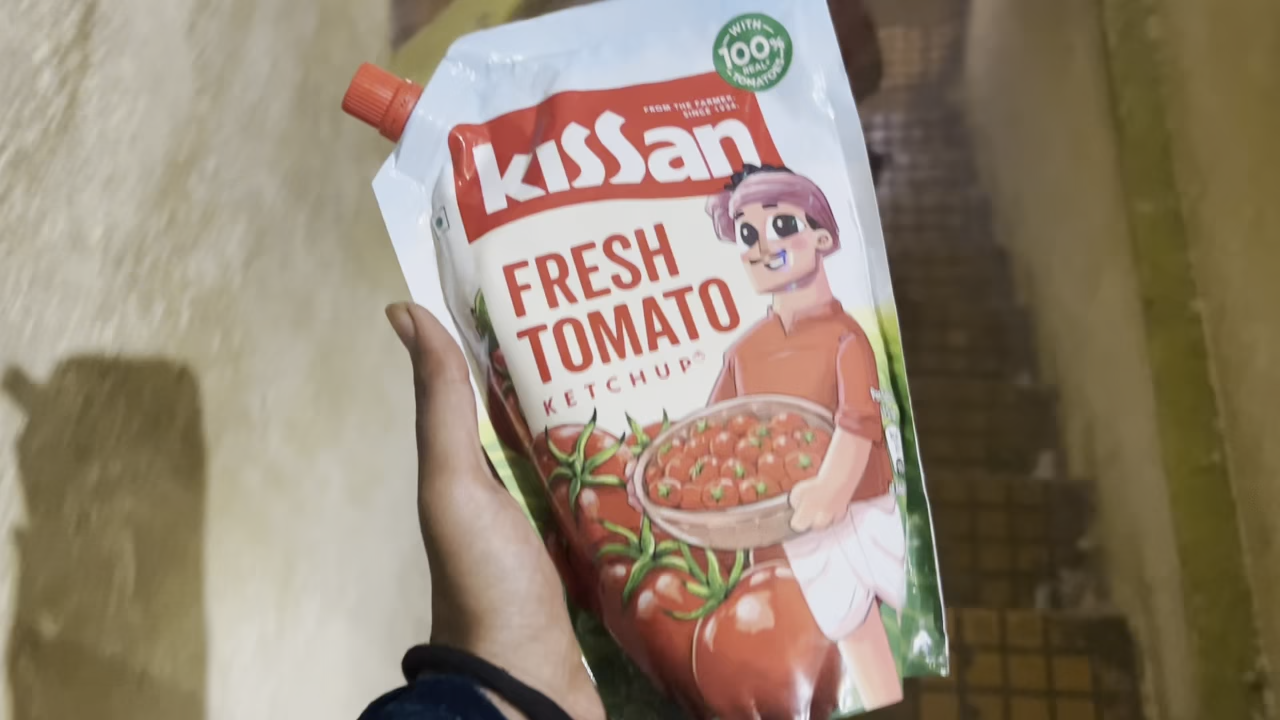 WITH
100%
REAL*
TOMATOES
FROM THE FARMER.
SINCE 1934.
kissan
FRESH
TOMATO
KETCHUP